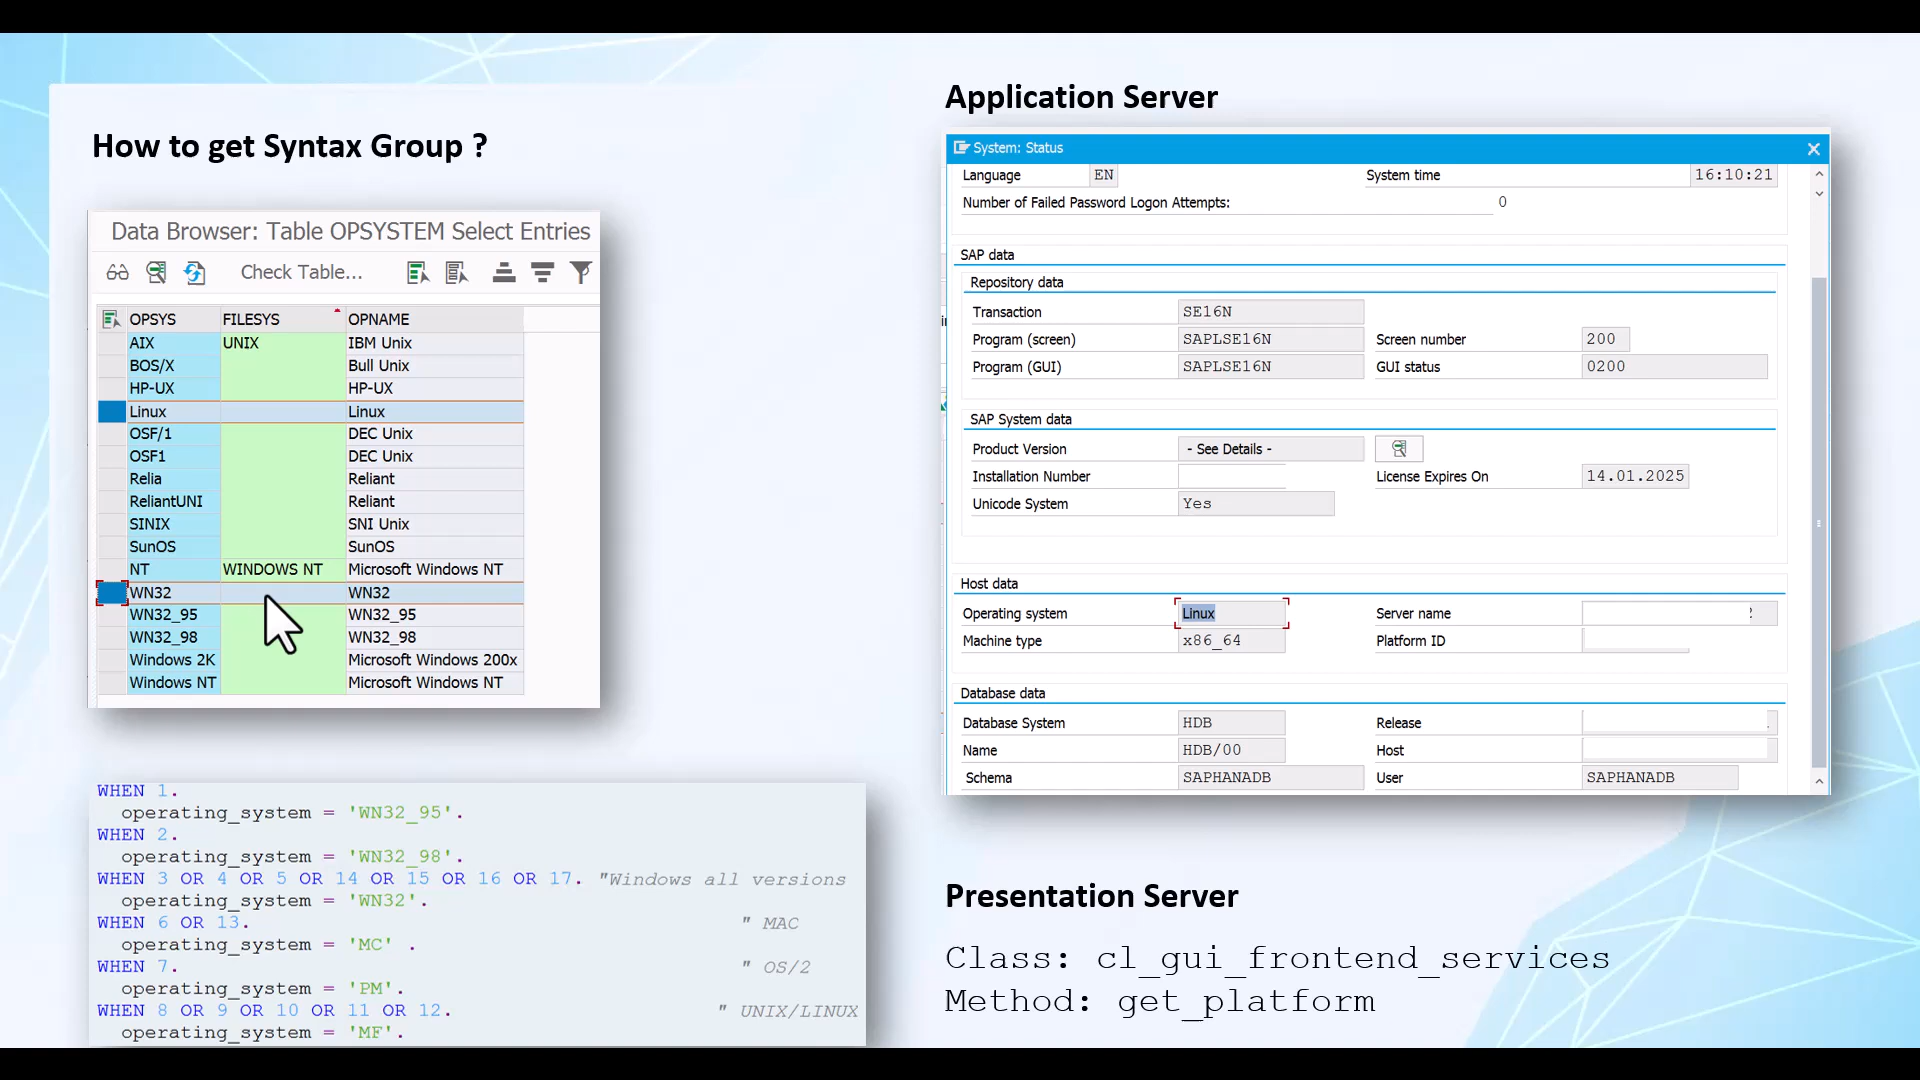 How to get Syntax Group ?
Data Browser: Table OPSYSTEM Select Entries
Check Table...
OPSYS FILESYS OPNAME
AIX UNIX IBM Unix
BOS/X Bull Unix
HP-UX HP-UX
Linux Linux
OSF/1 DEC Unix
OSF1 DEC Unix
Relia Reliant
ReliantUNI Reliant
SINIX SNI Unix
SunOS SunOS
NT WINDOWS NT Microsoft Windows NT
WN32 WN32
WN32_95 WN32_95
WN32_98 WN32_98
Windows 2K Microsoft Windows 200x
Windows NT Microsoft Windows NT
WHEN 1.
operating_system = 'WN32_95'.
WHEN 2.
operating_system = 'WN32_98'.
WHEN 3 OR 4 OR 5 OR 14 OR 15 OR 16 OR 17. "Windows all versions
operating_system = 'WN32'.
WHEN 6 OR 13. " MAC
operating_system = 'MC' .
WHEN 7. " OS/2
operating_system = 'PM'.
WHEN 8 OR 9 OR 10 OR 11 OR 12. " UNIX/LINUX
operating_system = 'MF'.
Application Server
System: Status
Language EN System time 16:10:21
Number of Failed Password Logon Attempts: 0
SAP data
Repository data
Transaction SE16N
Program (screen) SAPLSE16N Screen number 200
Program (GUI) SAPLSE16N GUI status 0200
SAP System data
Product Version - See Details -
Installation Number License Expires On 14.01.2025
Unicode System Yes
Host data
Operating system Linux Server name
Machine type x86_64 Platform ID
Database data
Database System HDB Release
Name HDB/00 Host
Schema SAPHANADB User SAPHANADB
Presentation Server
Class: cl_gui_frontend_services
Method: get_platform